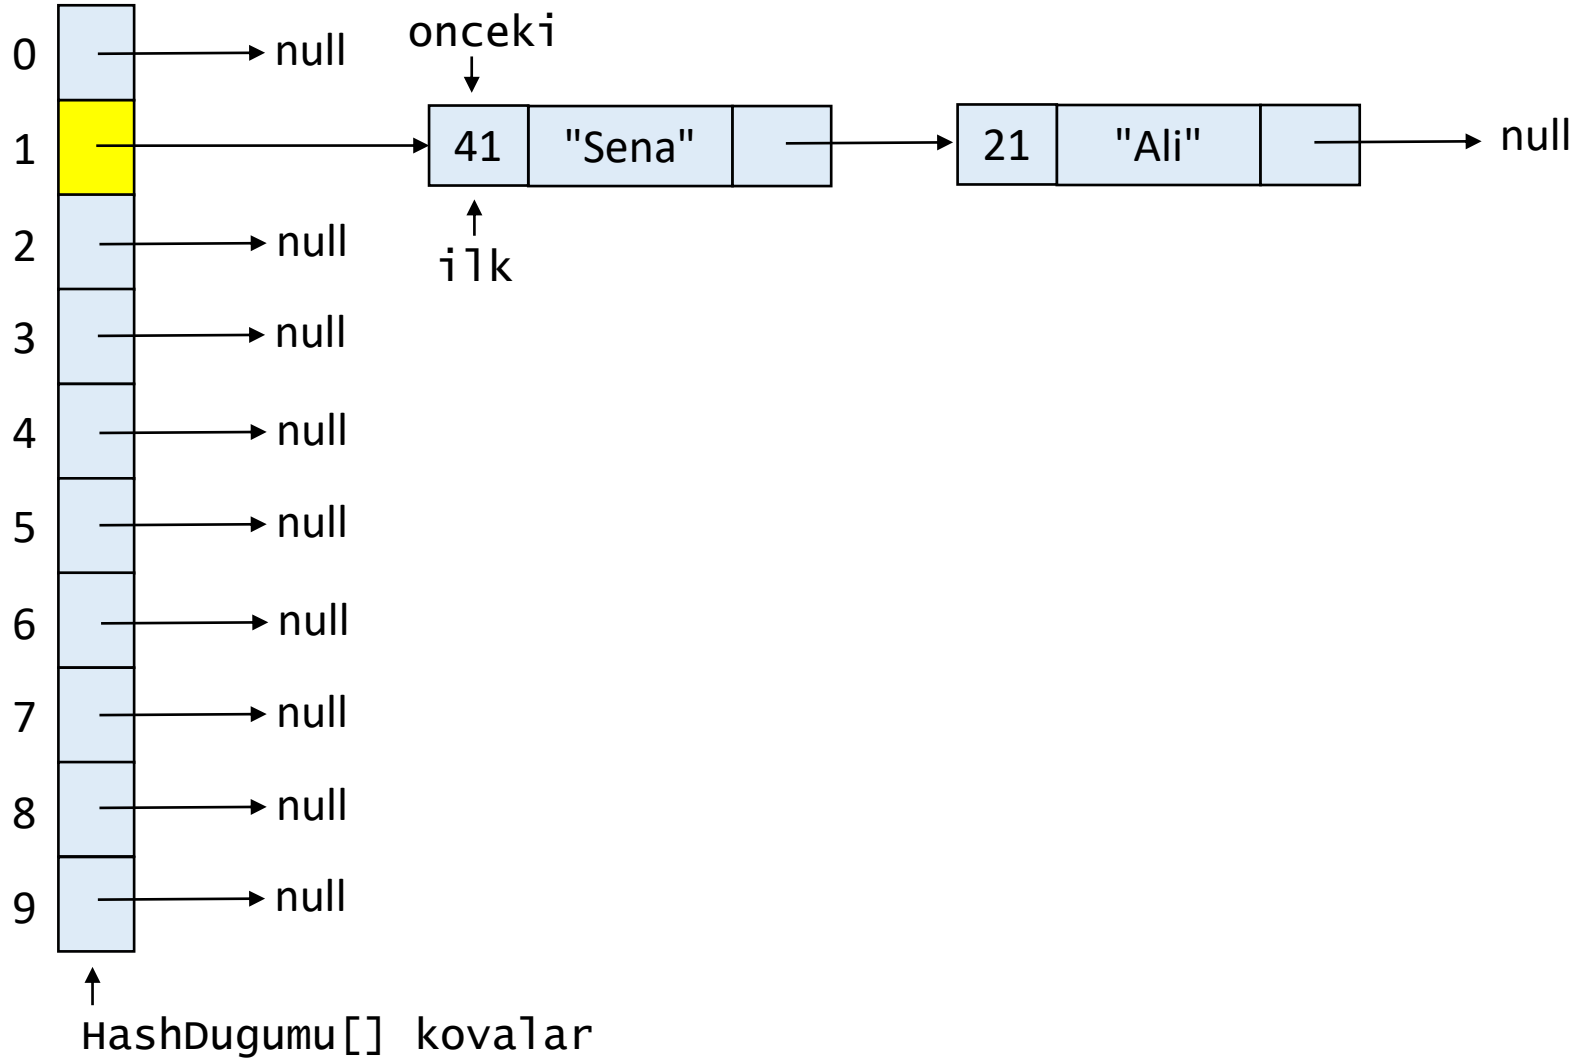 onceki
0 null
1 41 "Sena" 21 "Ali" null
ilk
2 null
3 null
4 null
5 null
6 null
7 null
8 null
9 null
HashDugumu[] kovalar